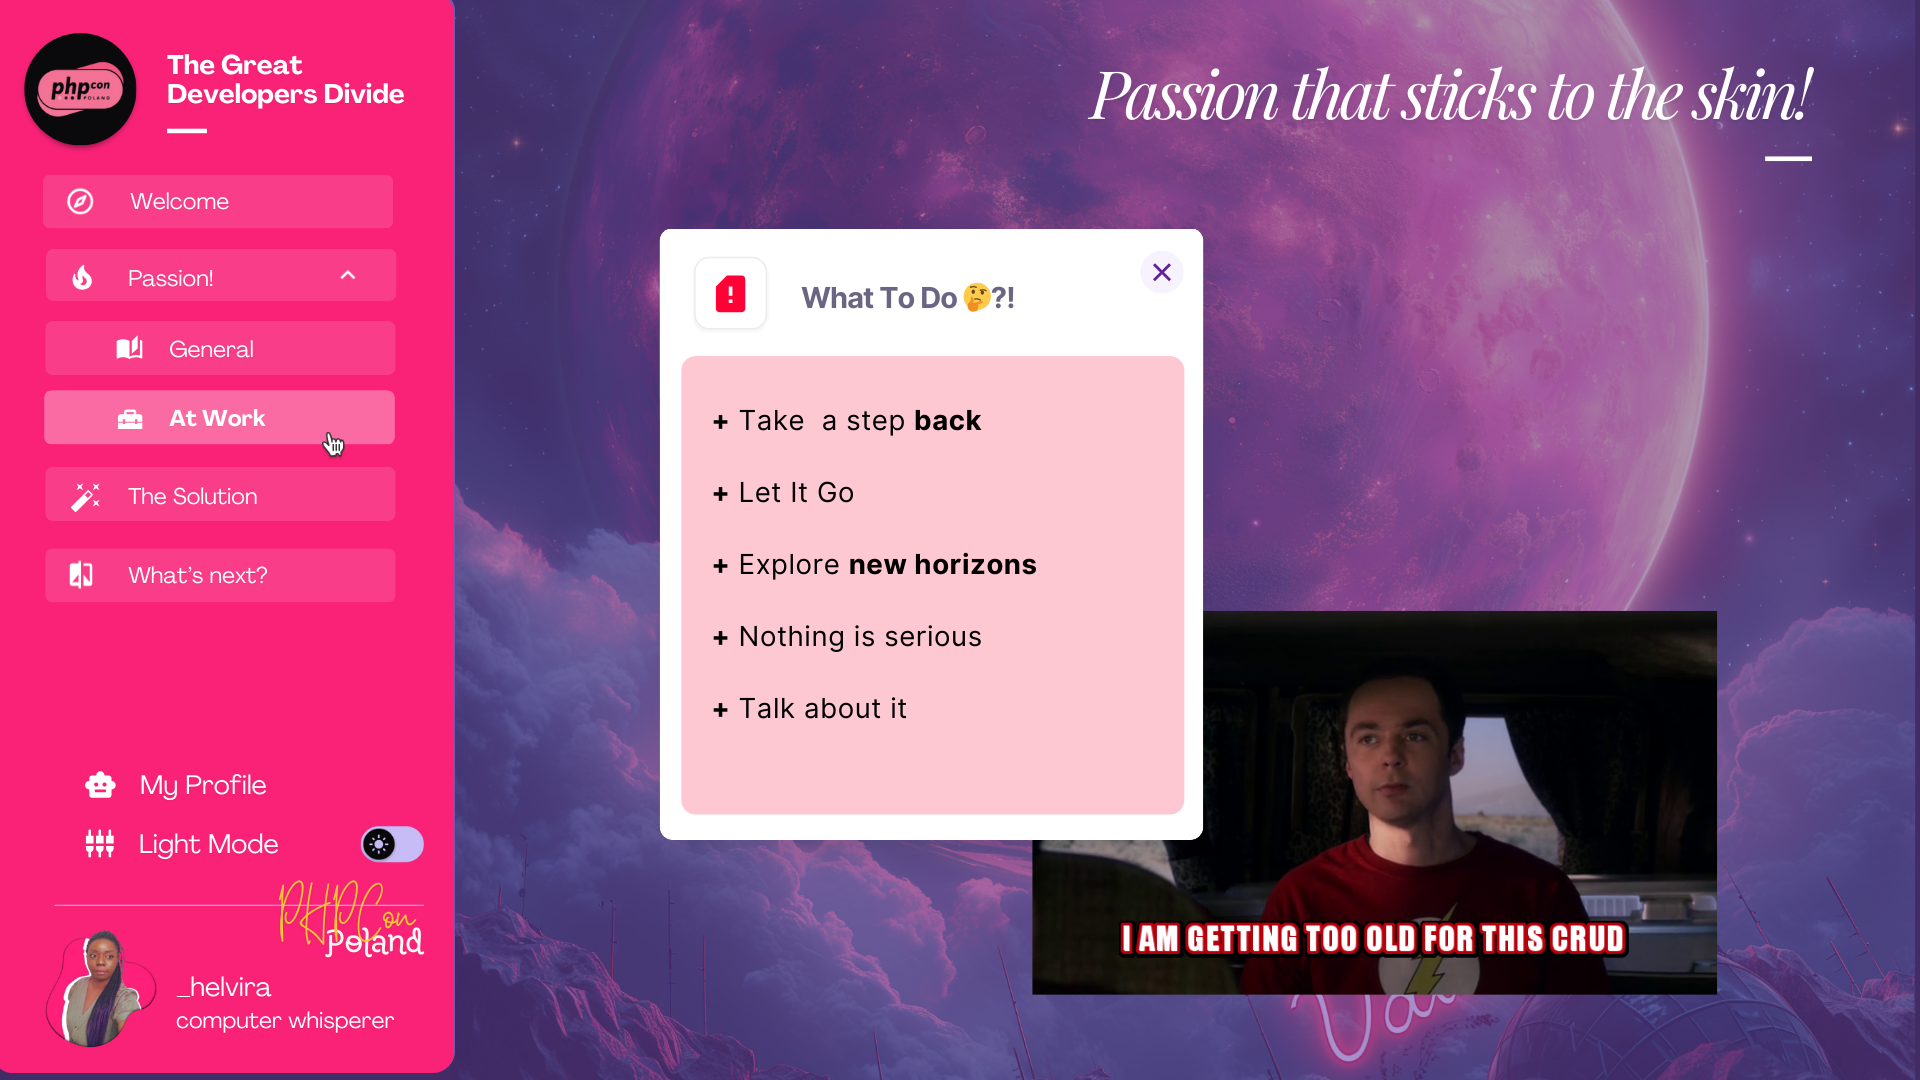 phpcon
POLAND
The Great
Developers Divide
Welcome
Passion!
General
At Work
The Solution
What's next?
My Profile
Light Mode
PHPCon
Poland
_helvira
computer whisperer
Passion that sticks to the skin!
What To Do 🤔?!
+ Take a step back
+ Let It Go
+ Explore new horizons
+ Nothing is serious
+ Talk about it
I AM GETTING TOO OLD FOR THIS CRUD